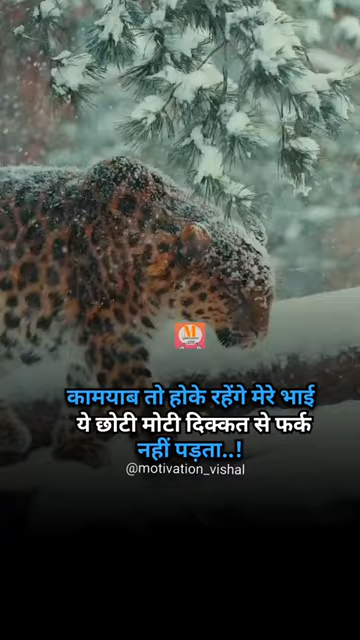 M
कामयाब तो होके रहेंगे मेरे भाई
ये छोटी मोटी दिक्कत से फर्क
नहीं पड़ता..!
@motivation_vishal